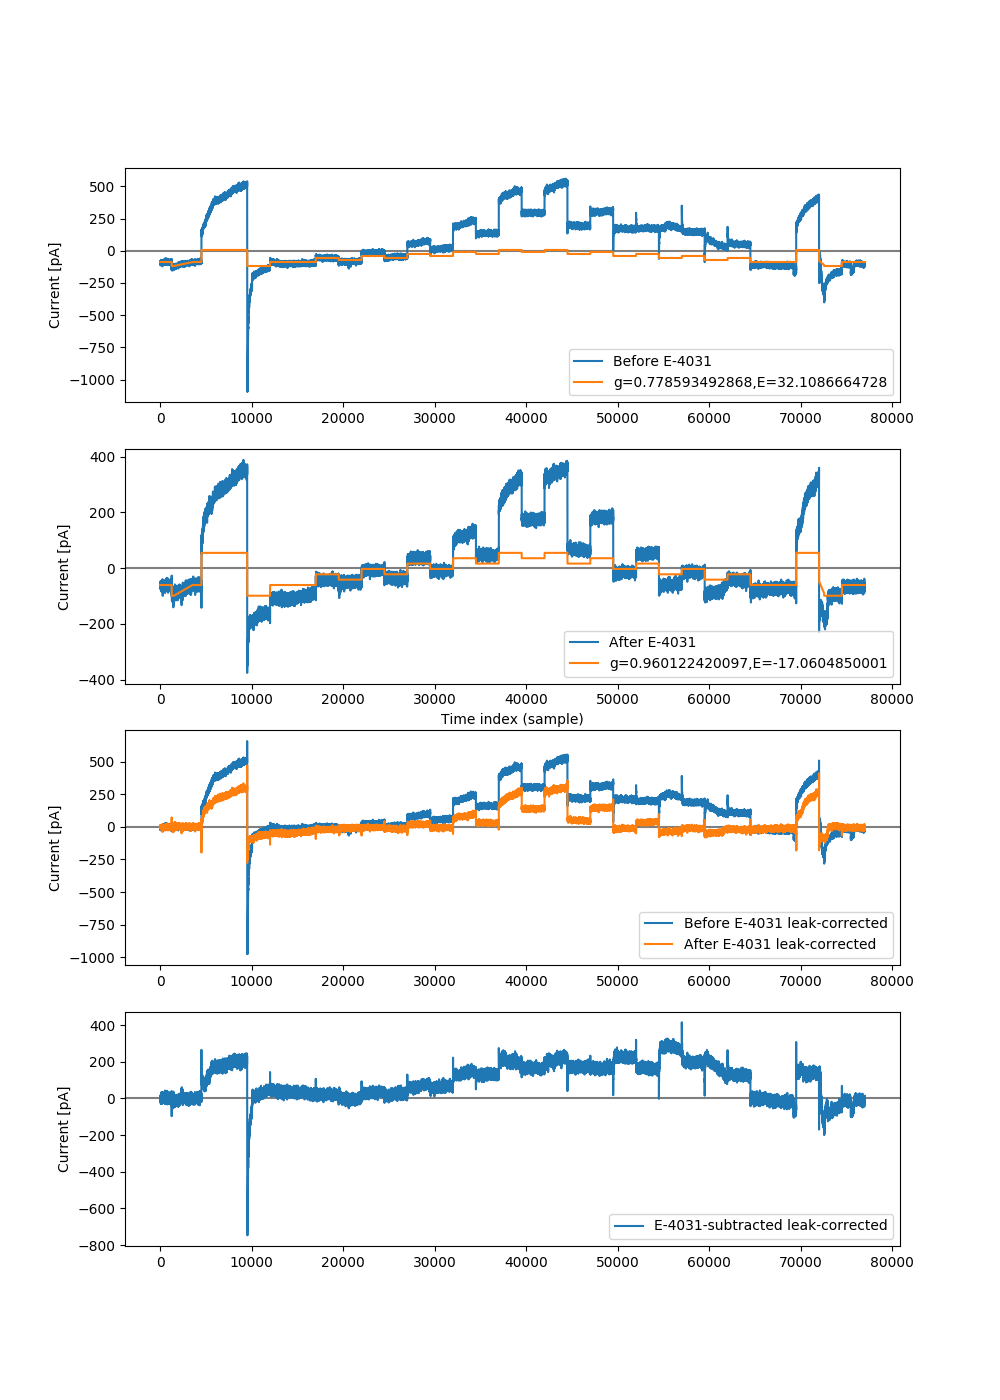 500
250
0
−250
−500
−750
−1000
Current [pA]
Before E-4031
g=0.778593492868,E=32.1086664728
0 10000 20000 30000 40000 50000 60000 70000 80000
400
200
0
−200
−400
Current [pA]
After E-4031
g=0.960122420097,E=-17.0604850001
0 10000 20000 30000 40000 50000 60000 70000 80000
Time index (sample)
500
250
0
−250
−500
−750
−1000
Current [pA]
Before E-4031 leak-corrected
After E-4031 leak-corrected
0 10000 20000 30000 40000 50000 60000 70000 80000
400
200
0
−200
−400
−600
−800
Current [pA]
E-4031-subtracted leak-corrected
0 10000 20000 30000 40000 50000 60000 70000 80000